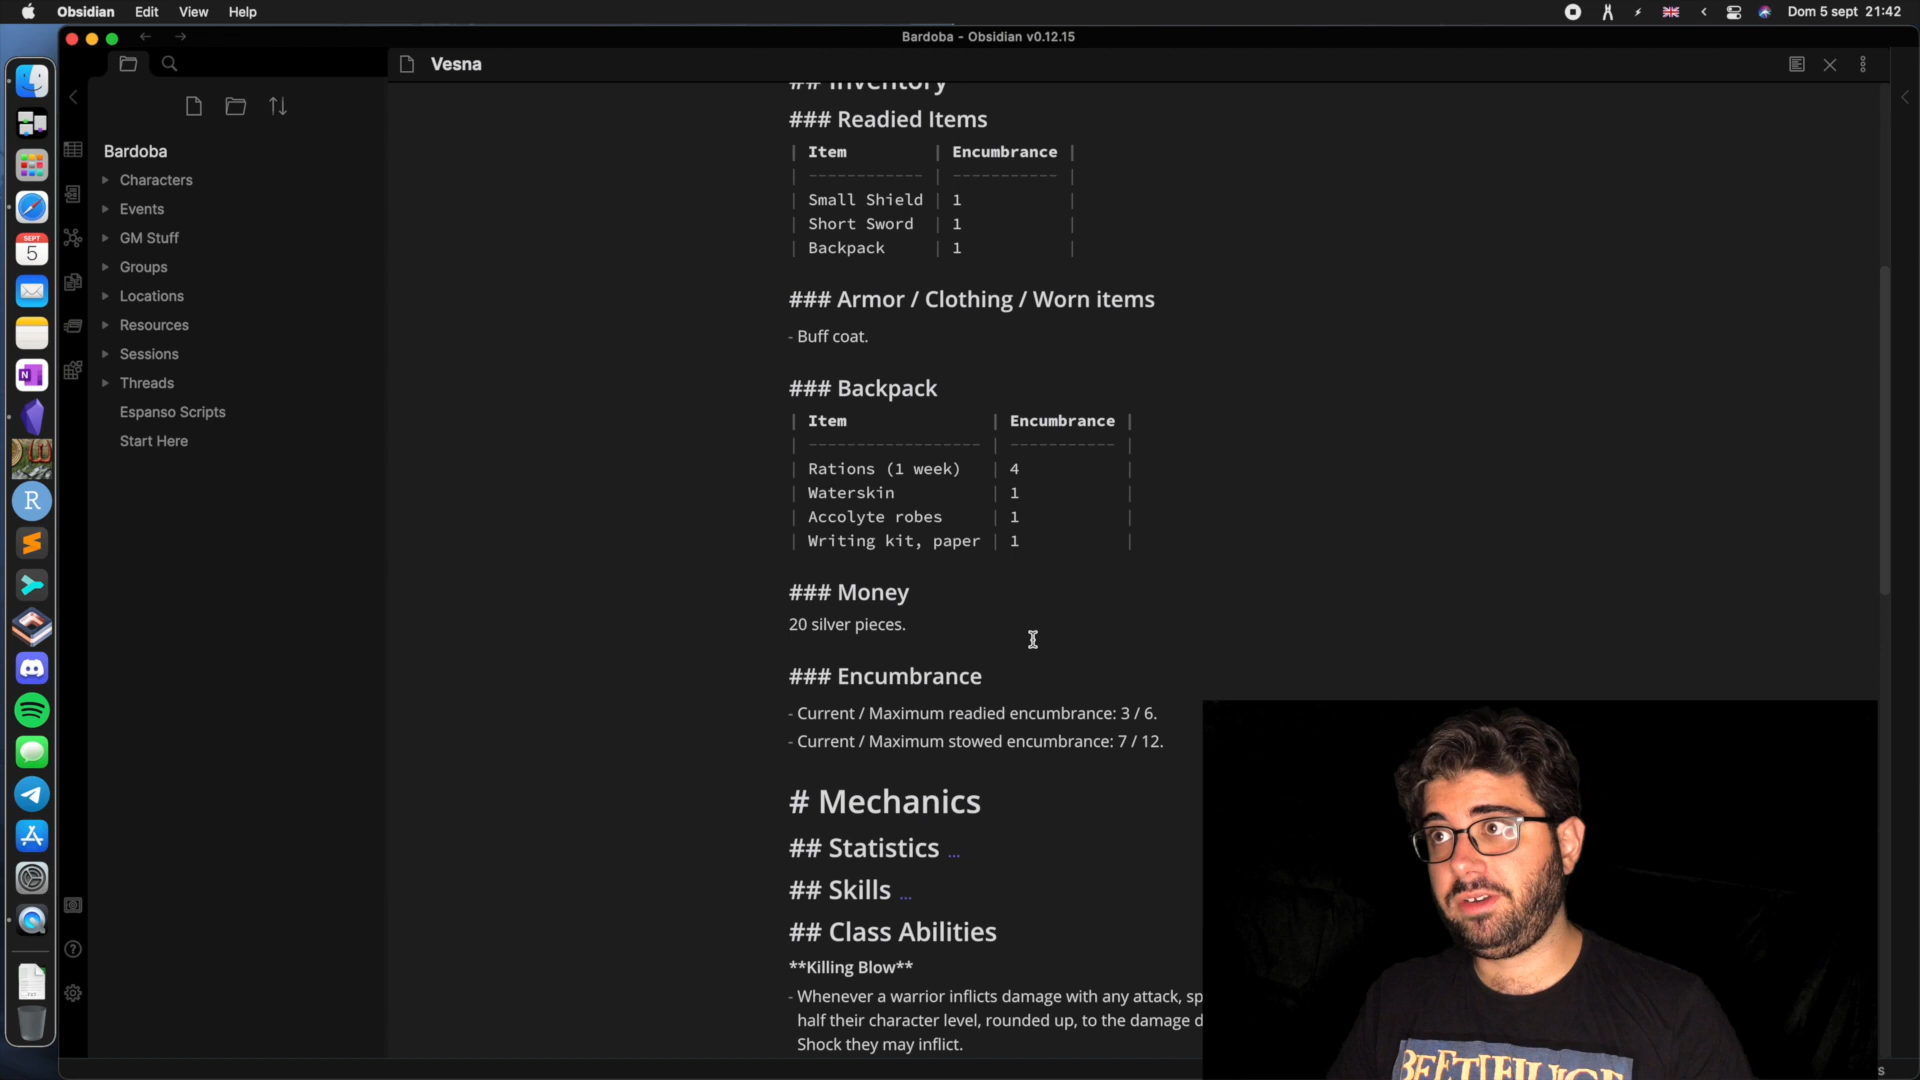 Obsidian Edit View Help
Dom 5 sept 21:42
Bardoba - Obsidian v0.12.15
Vesna
Bardoba
Characters
Events
GM Stuff
Groups
Locations
Resources
Sessions
Threads
Espanso Scripts
Start Here
SEPT
5
## Inventory
### Readied Items
| Item | Encumbrance |
| ------------ | ----------- |
| Small Shield | 1 |
| Short Sword | 1 |
| Backpack | 1 |
### Armor / Clothing / Worn items
- Buff coat.
### Backpack
| Item | Encumbrance |
| ------------------ | ----------- |
| Rations (1 week) | 4 |
| Waterskin | 1 |
| Accolyte robes | 1 |
| Writing kit, paper | 1 |
### Money
20 silver pieces.
### Encumbrance
- Current / Maximum readied encumbrance: 3 / 6.
- Current / Maximum stowed encumbrance: 7 / 12.
# Mechanics
## Statistics ...
## Skills ...
## Class Abilities
**Killing Blow**
- Whenever a warrior inflicts damage with any attack, sp
half their character level, rounded up, to the damage d
Shock they may inflict.
BEETLEJUICE